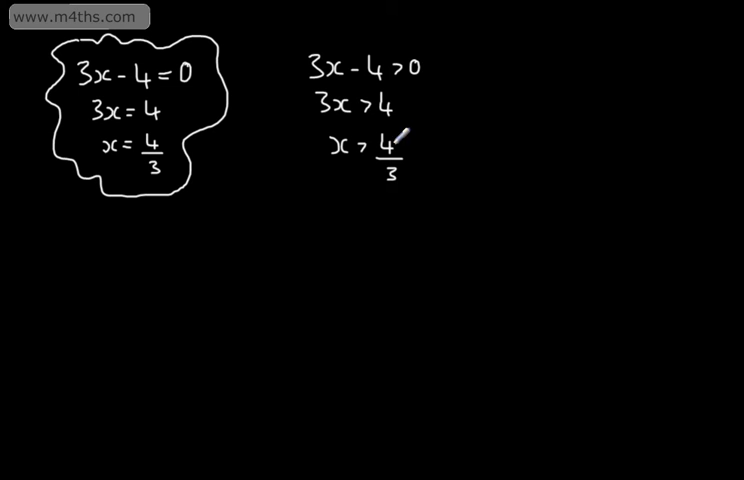 www.m4ths.com
3x - 4 = 0
3x = 4
x = 4/3
3x - 4 > 0
3x > 4
x > 4/3